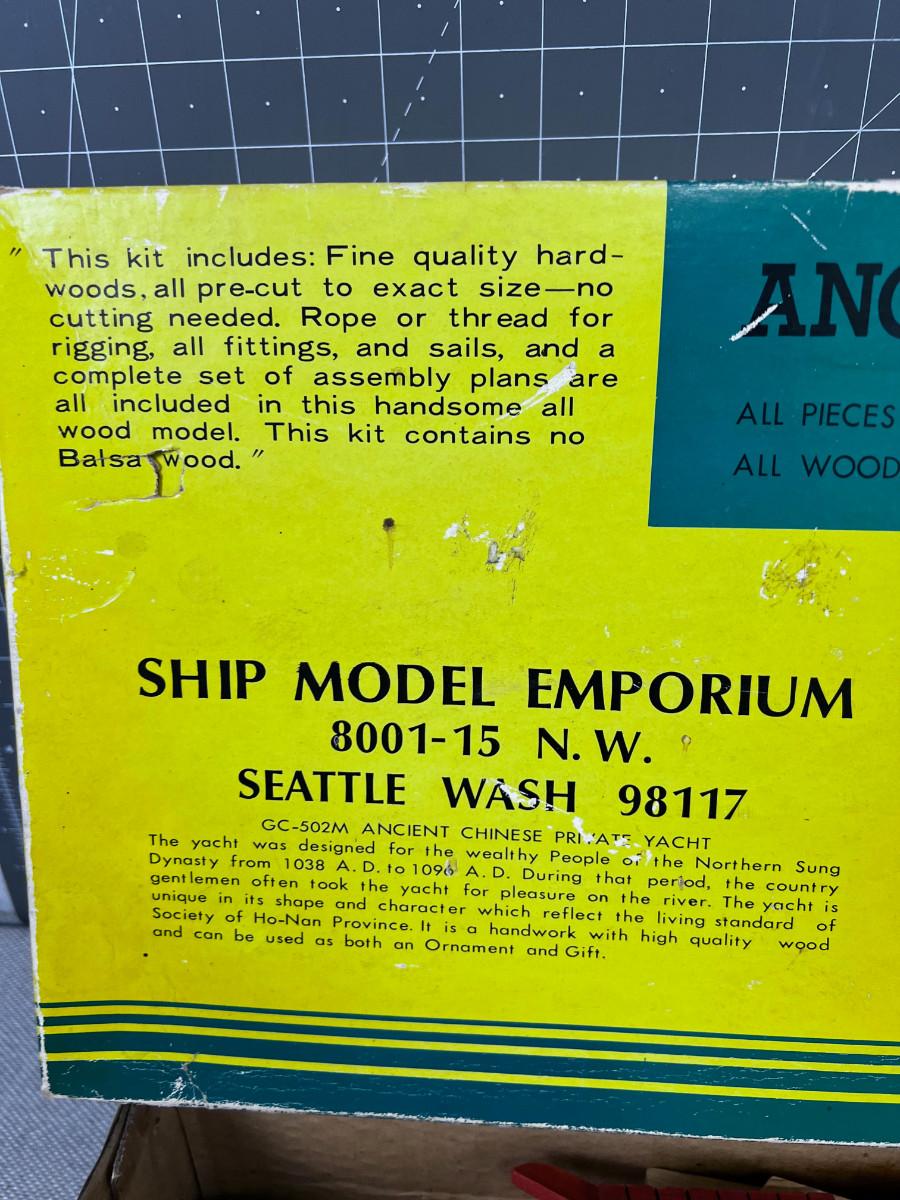 " This kit includes: Fine quality hard-
woods, all pre-cut to exact size—no
cutting needed. Rope or thread for
rigging, all fittings, and sails, and a
complete set of assembly plans are
all included in this handsome all
wood model. This kit contains no
Balsa wood. "
ANC
ALL PIECES
ALL WOOD
SHIP MODEL EMPORIUM
8001-15 N.W.
SEATTLE WASH 98117
GC-502M ANCIENT CHINESE PRIVATE YACHT
The yacht was designed for the wealthy People of the Northern Sung
Dynasty from 1038 A.D. to 1096 A.D. During that period, the country
gentlemen often took the yacht for pleasure on the river. The yacht is
unique in its shape and character which reflect the living standard of
Society of Ho-Nan Province. It is a handwork with high quality wood
and can be used as both an Ornament and Gift.